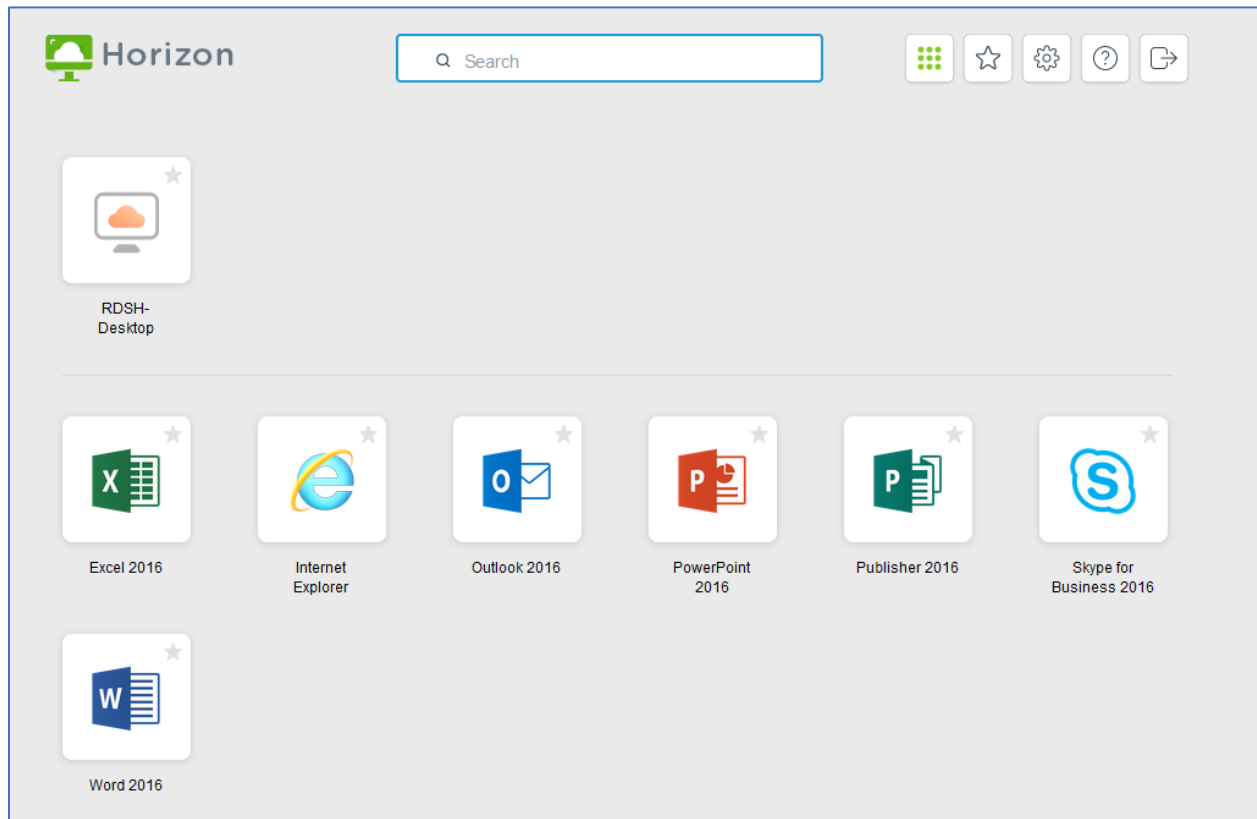 Horizon
Search
RDSH-
Desktop
Excel 2016
Internet
Explorer
Outlook 2016
PowerPoint
2016
Publisher 2016
Skype for
Business 2016
Word 2016